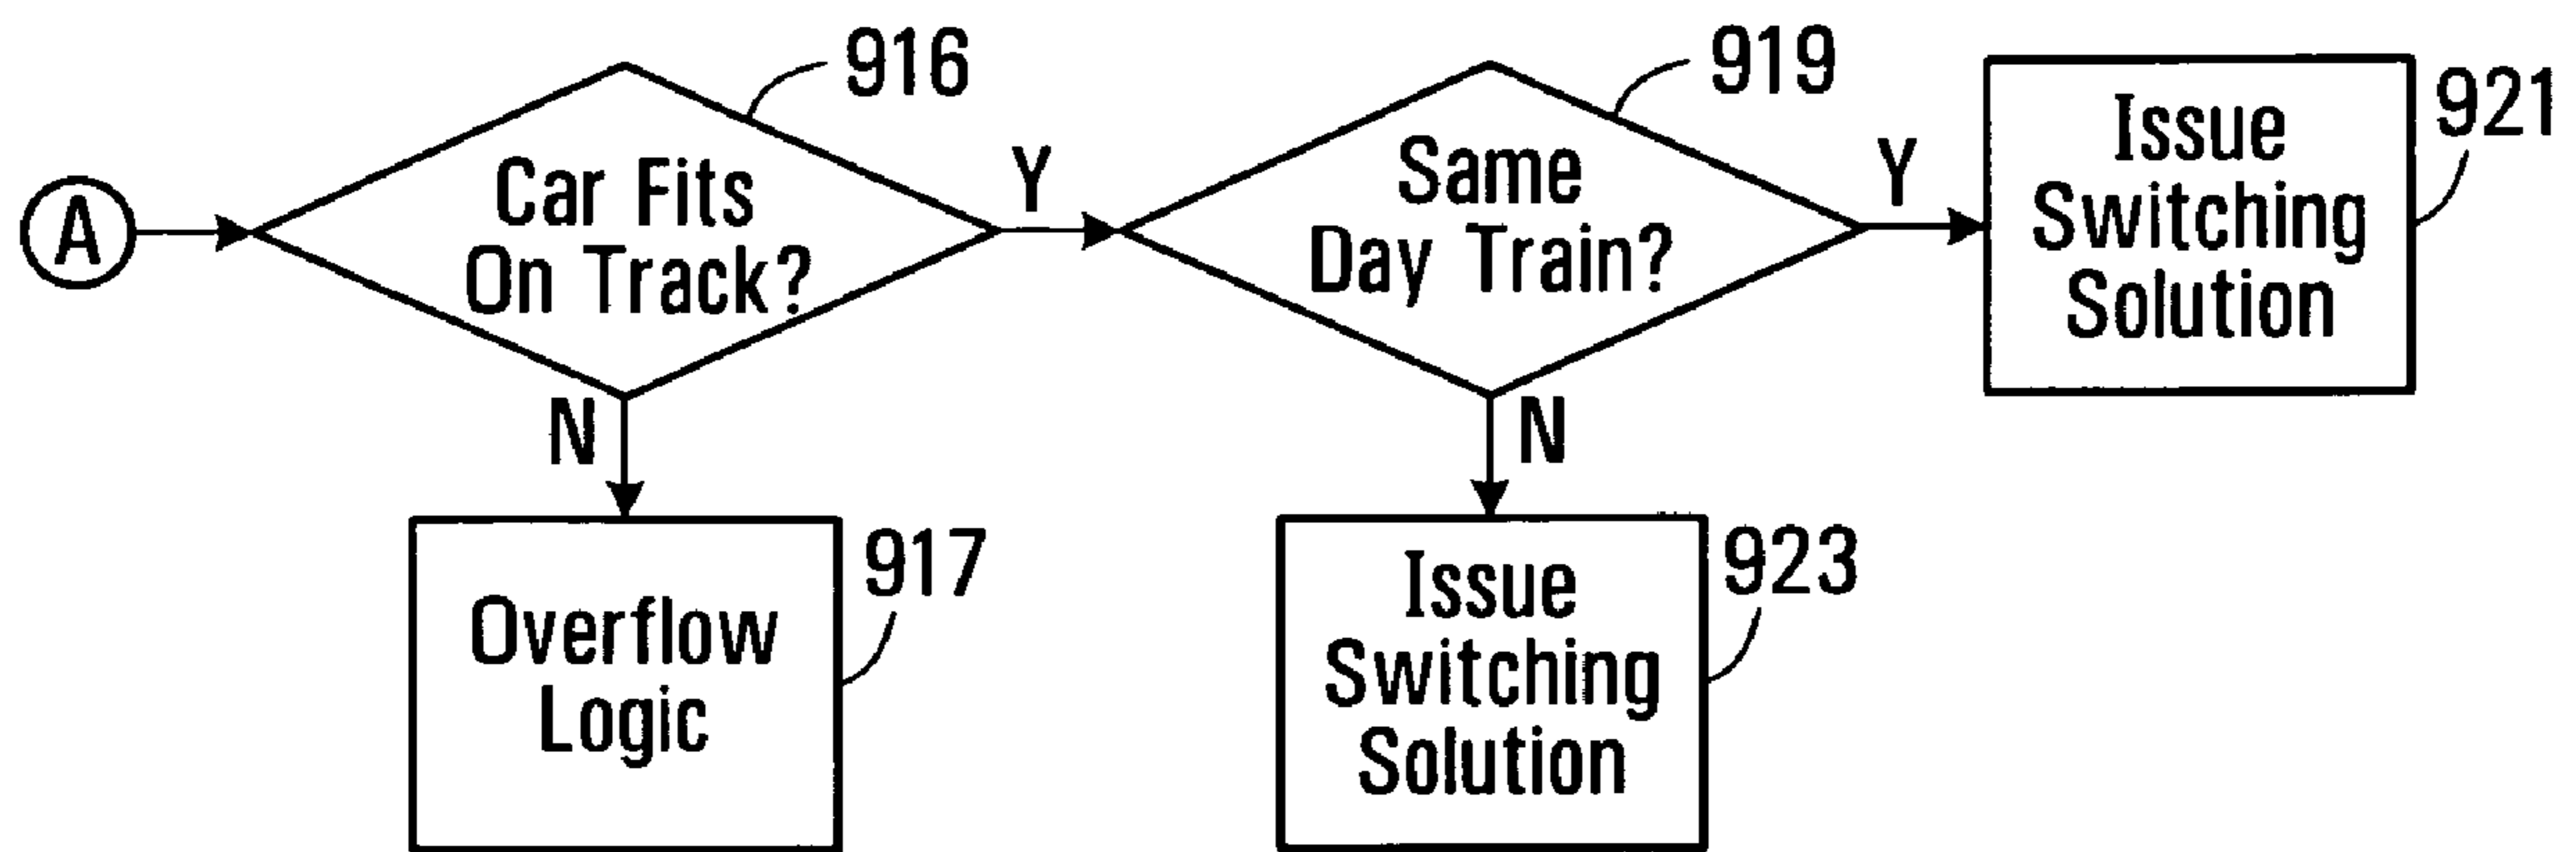 A
Car Fits
On Track?
916
Y
N
Overflow
Logic
917
Same
Day Train?
919
Y
N
Issue
Switching
Solution
921
Issue
Switching
Solution
923